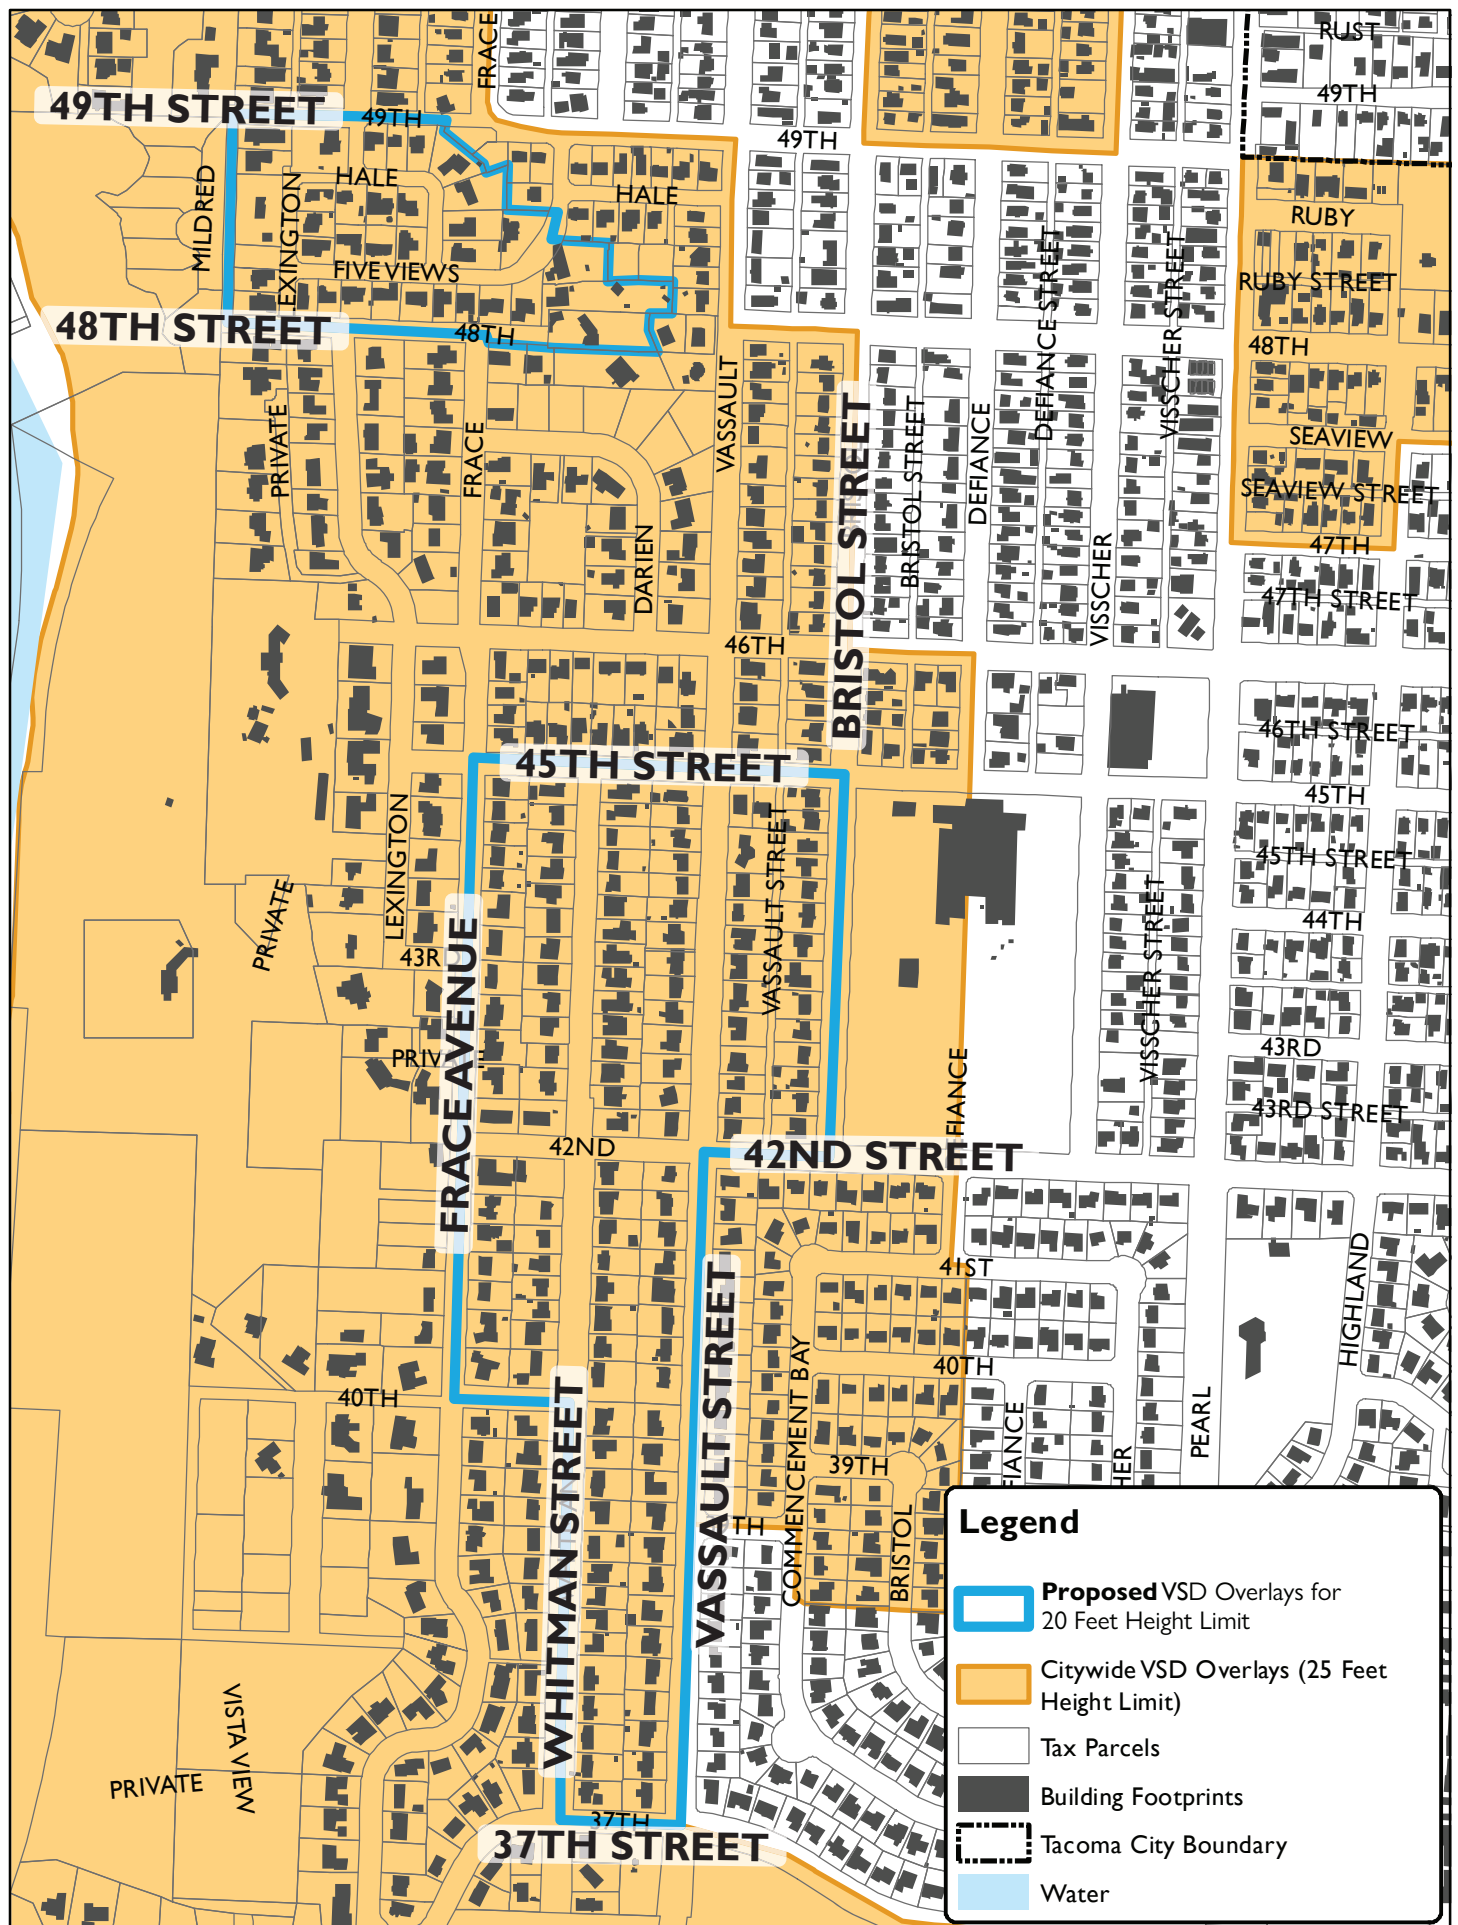 FRACE
RUST
49TH
49TH STREET
49TH
49TH
MILDRED
LEXINGTON
HALE
HALE
RUBY
FIVE VIEWS
DEFIANCE STREET
VISSCHER STREET
RUBY STREET
48TH STREET
48TH
48TH
PRIVATE
FRACE
VASSAULT
BRISTOL STREET
BRISTOL STREET
DEFIANCE
SEAVIEW
SEAVIEW STREET
47TH
DARIEN
VISSCHER
47TH STREET
46TH
46TH STREET
45TH STREET
45TH
LEXINGTON
VASSAULT STREET
45TH STREET
PRIVATE
43R
FRACE AVENUE
VISSCHER STREET
44TH
PRIV
43RD
43RD STREET
EFIANCE
42ND
42ND STREET
41ST
HIGHLAND
VASSAULT STREET
COMMENCEMENT BAY
40TH
40TH
WHITMAN STREET
FIANCE
HER
PEARL
39TH
TH
BRISTOL
VISTA VIEW
PRIVATE
37TH
37TH STREET
Legend
Proposed VSD Overlays for
20 Feet Height Limit
Citywide VSD Overlays (25 Feet
Height Limit)
Tax Parcels
Building Footprints
Tacoma City Boundary
Water